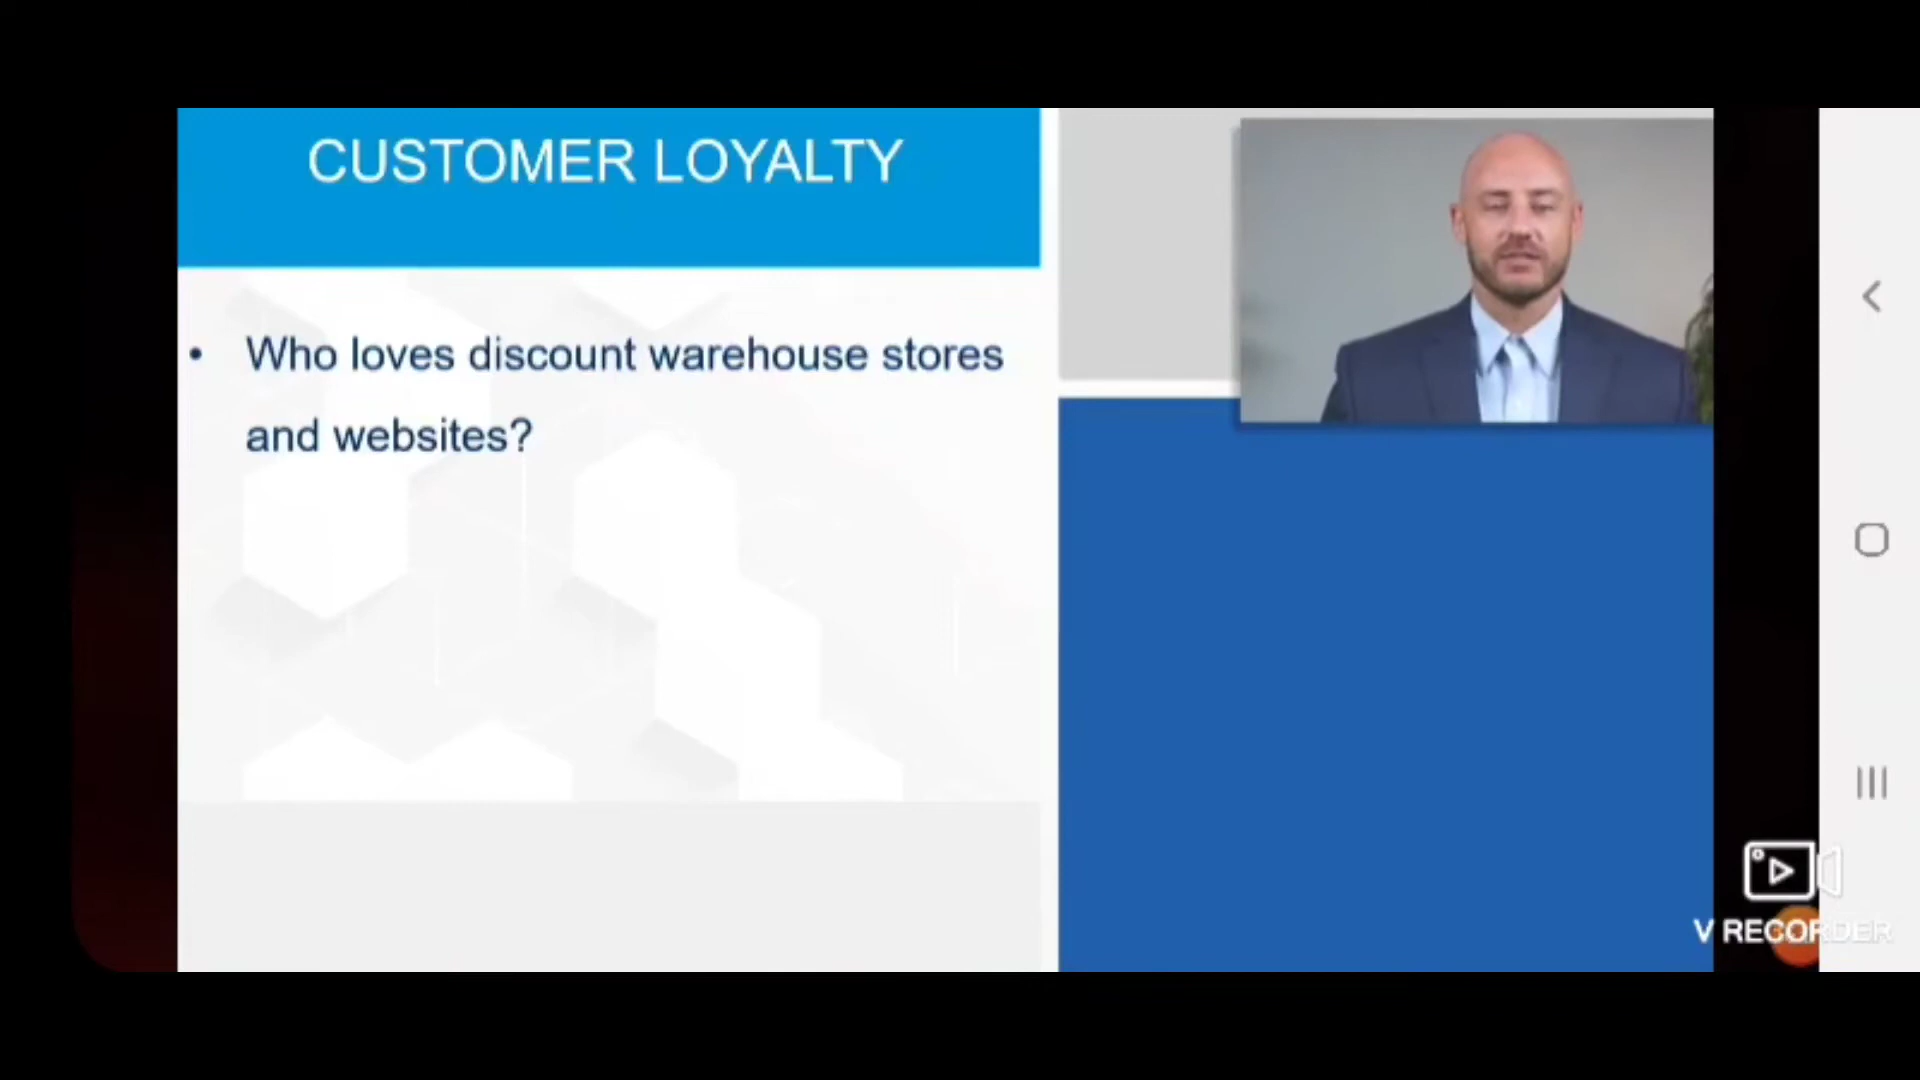 CUSTOMER LOYALTY
• Who loves discount warehouse stores
and websites?
V RECORDER